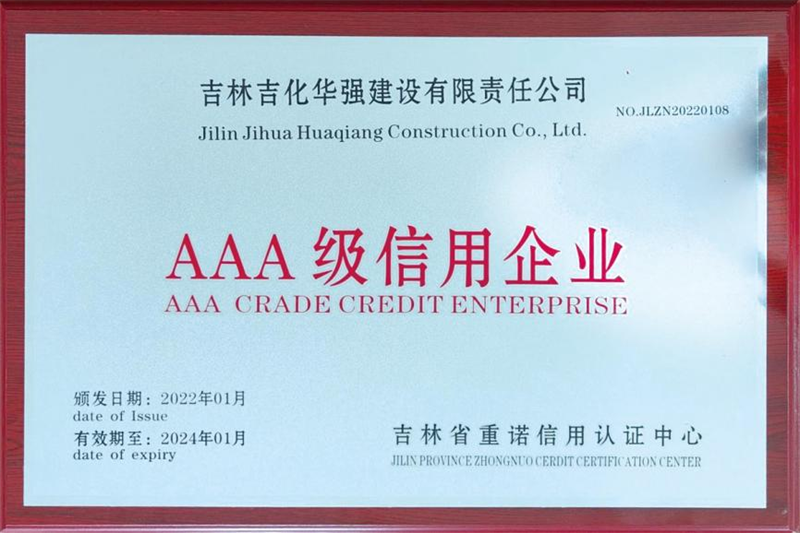 吉林吉化华强建设有限责任公司
NO.JLZN20220108
Jilin Jihua Huaqiang Construction Co., Ltd.
AAA级信用企业
AAA CRADE CREDIT ENTERPRISE
颁发日期：2022年01月
date of Issue
有效期至：2024年01月
date of expiry
吉林省重诺信用认证中心
JILIN PROVINCE ZHONGNUO CERDIT CERTIFICATION CENTER